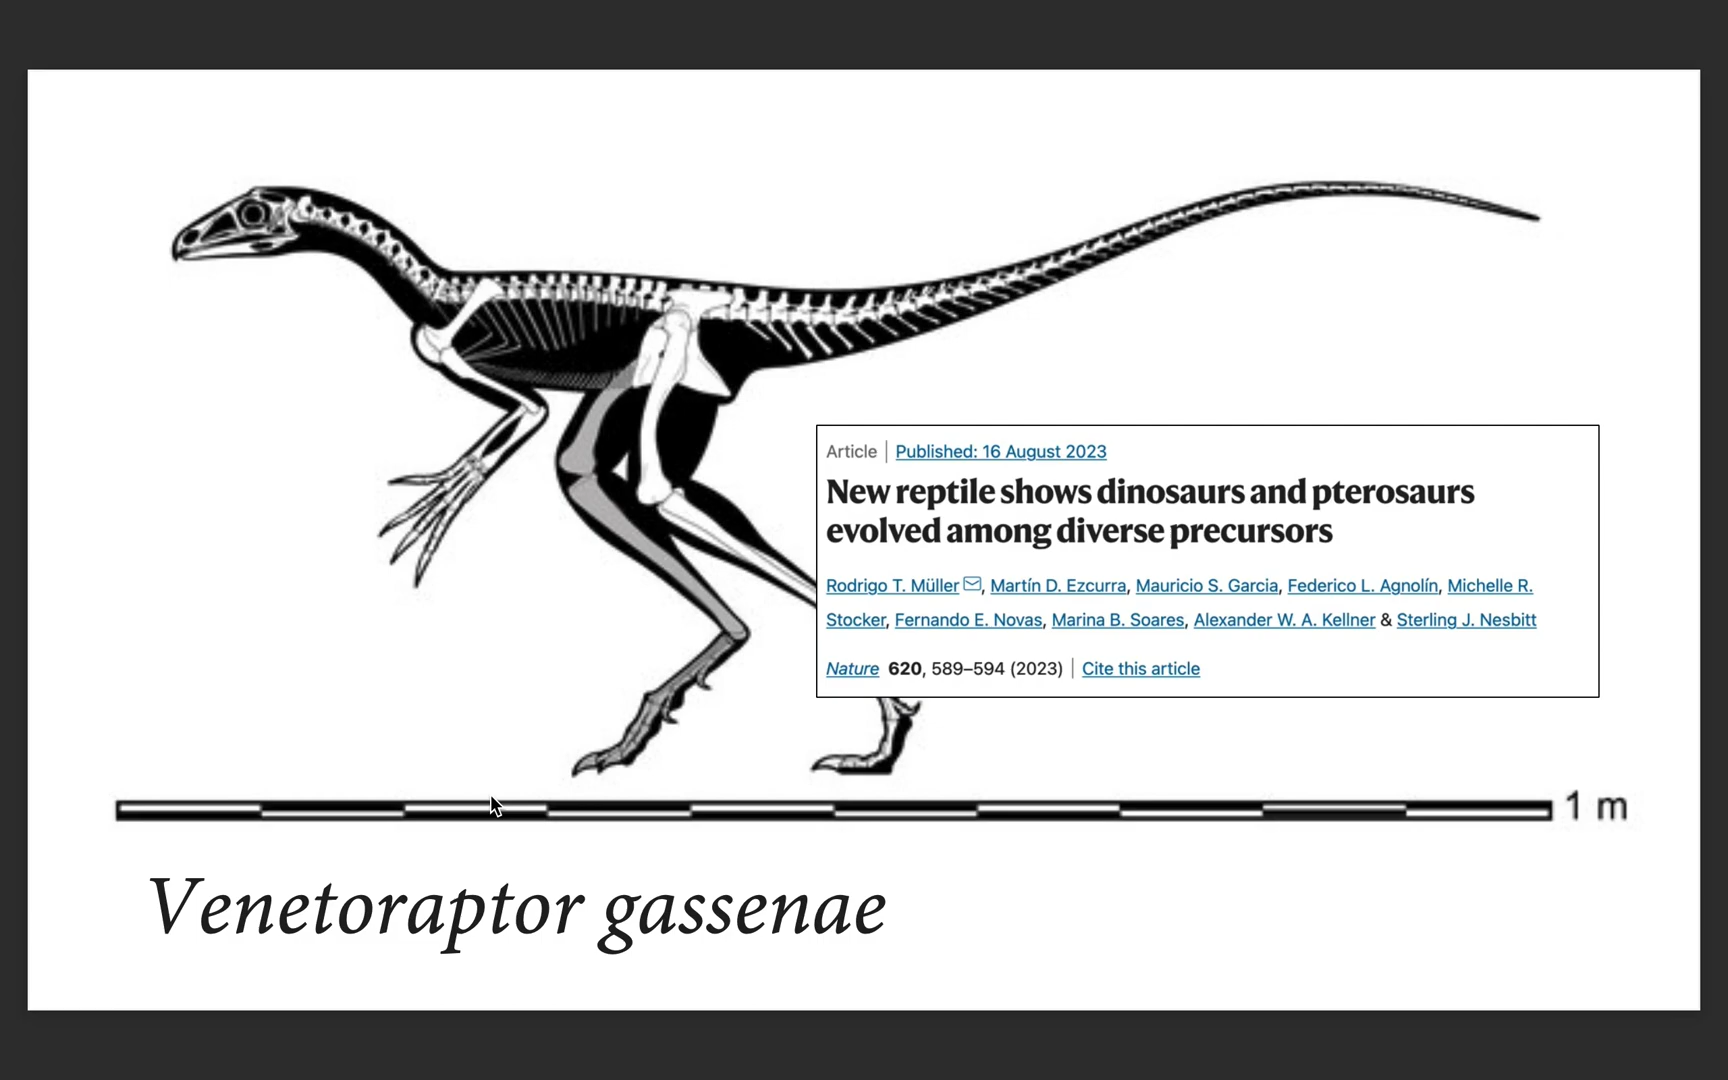 Article | Published: 16 August 2023
New reptile shows dinosaurs and pterosaurs
evolved among diverse precursors
Rodrigo T. Müller, Martín D. Ezcurra, Mauricio S. Garcia, Federico L. Agnolín, Michelle R.
Stocker, Fernando E. Novas, Marina B. Soares, Alexander W. A. Kellner & Sterling J. Nesbitt
Nature 620, 589–594 (2023) | Cite this article
1 m
Venetoraptor gassenae